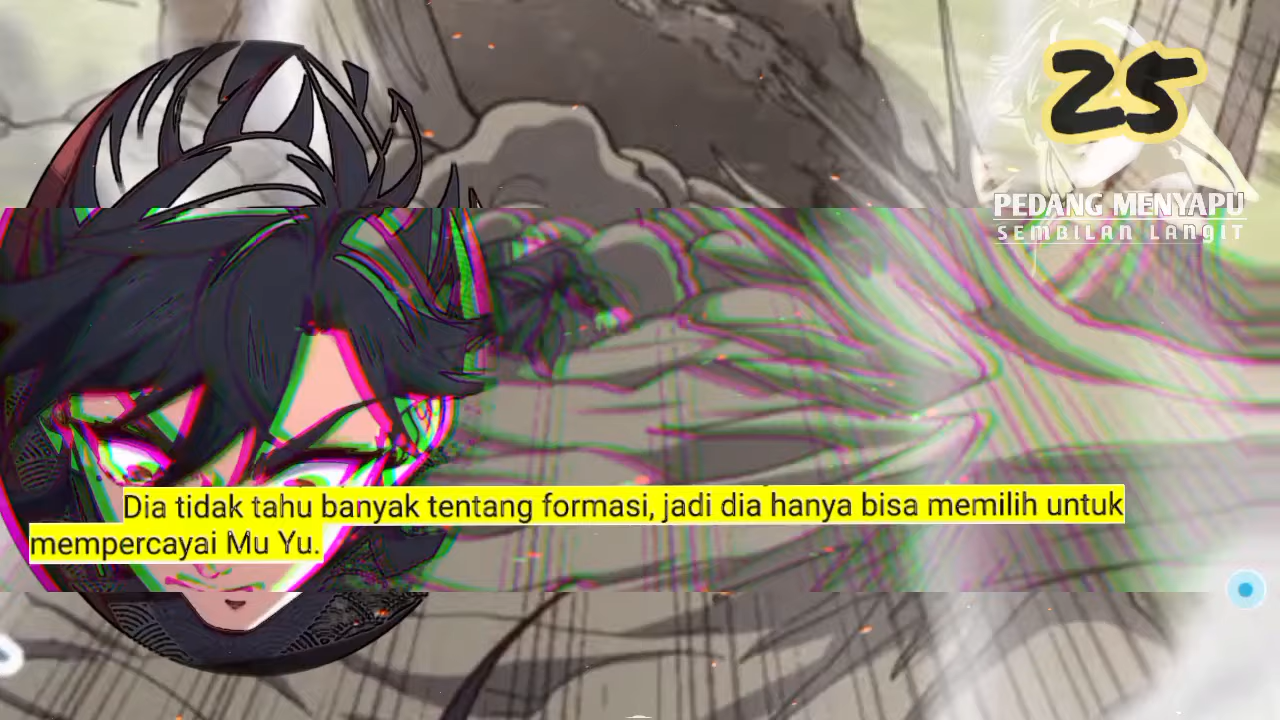 25
PEDANG MENYAPU
SEMBILAN LANGIT
Dia tidak tahu banyak tentang formasi, jadi dia hanya bisa memilih untuk
mempercayai Mu Yu.